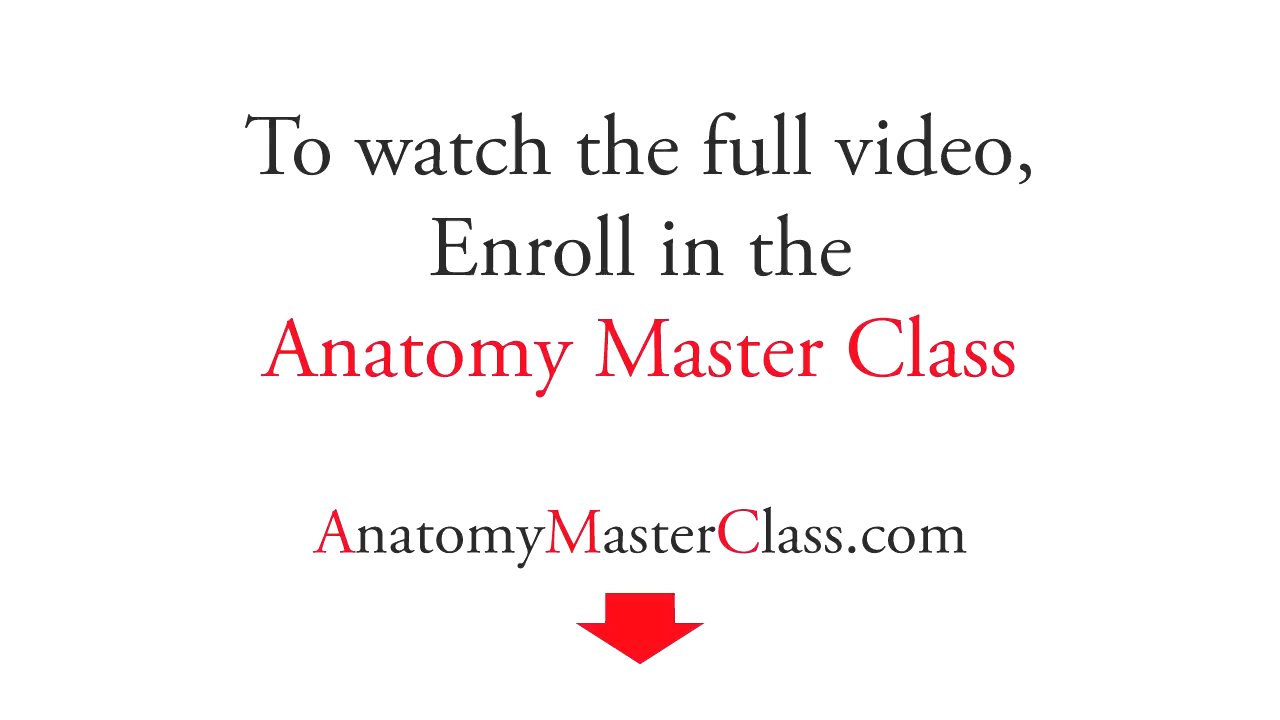 To watch the full video,
Enroll in the
Anatomy Master Class
AnatomyMasterClass.com